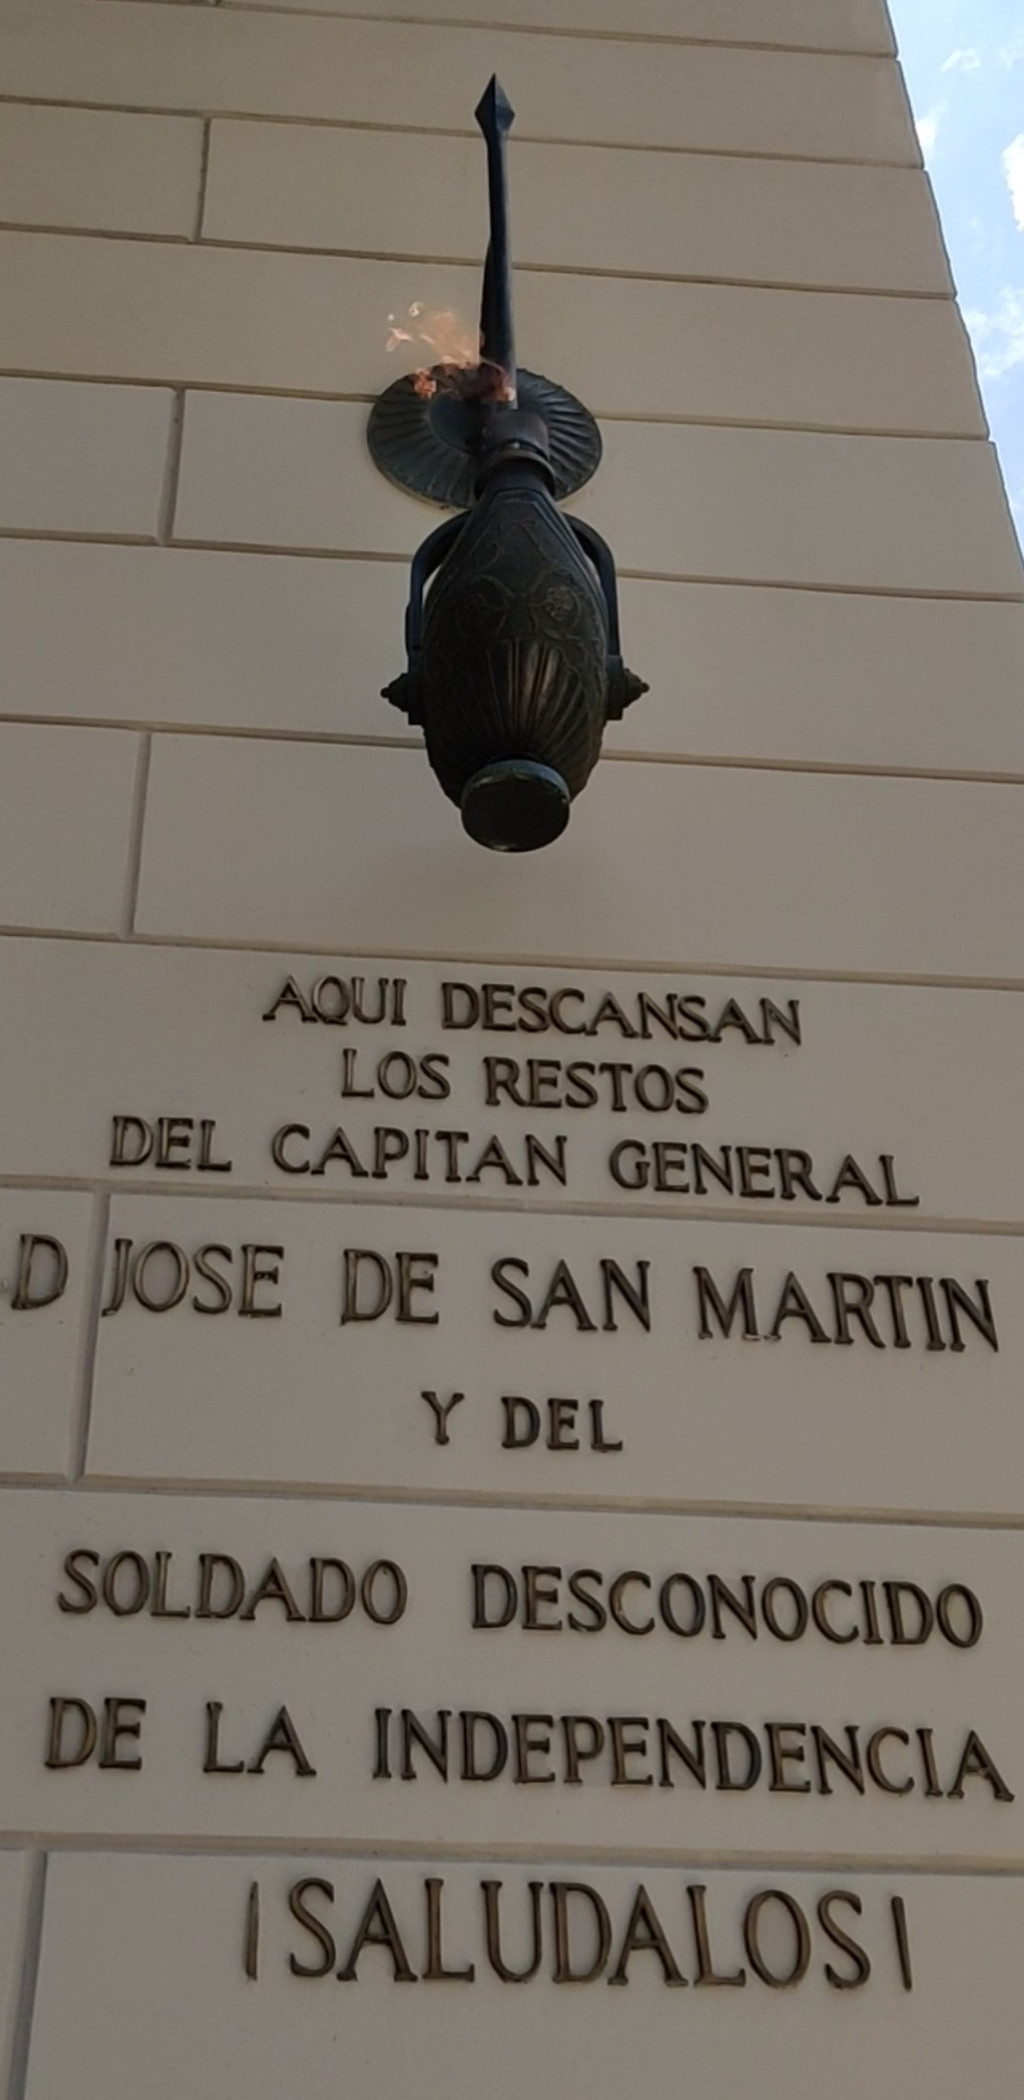 AQUI DESCANSAN
LOS RESTOS
DEL CAPITAN GENERAL
D JOSE DE SAN MARTIN
Y DEL
SOLDADO DESCONOCIDO
DE LA INDEPENDENCIA
¡SALUDALOS!